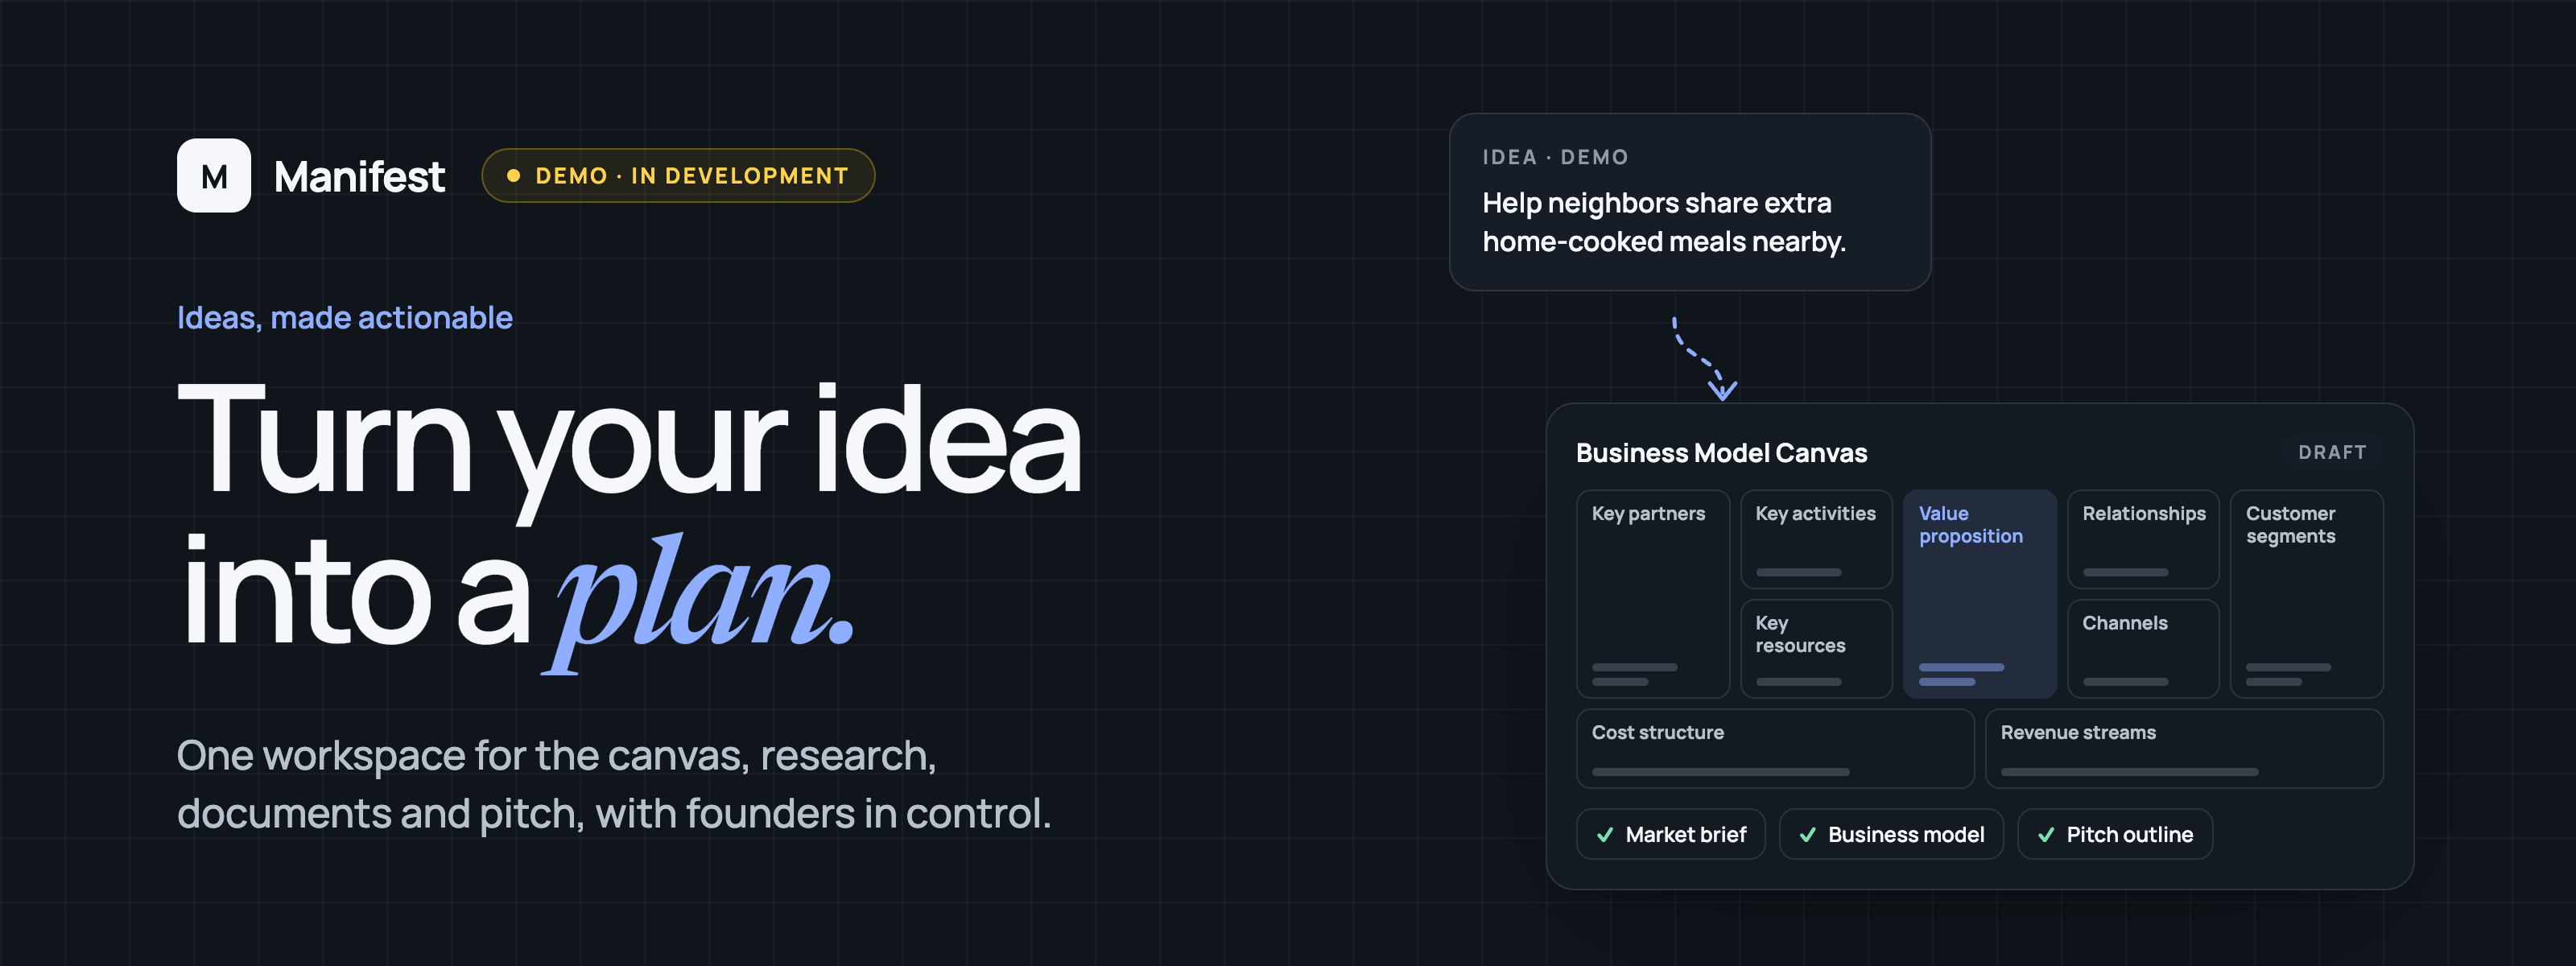 M
Manifest
DEMO · IN DEVELOPMENT
Ideas, made actionable
Turn your idea
into a plan.
One workspace for the canvas, research,
documents and pitch, with founders in control.
IDEA · DEMO
Help neighbors share extra
home-cooked meals nearby.
Business Model Canvas
DRAFT
Key partners
Key activities
Key
resources
Value
proposition
Relationships
Channels
Customer
segments
Cost structure
Revenue streams
Market brief
Business model
Pitch outline